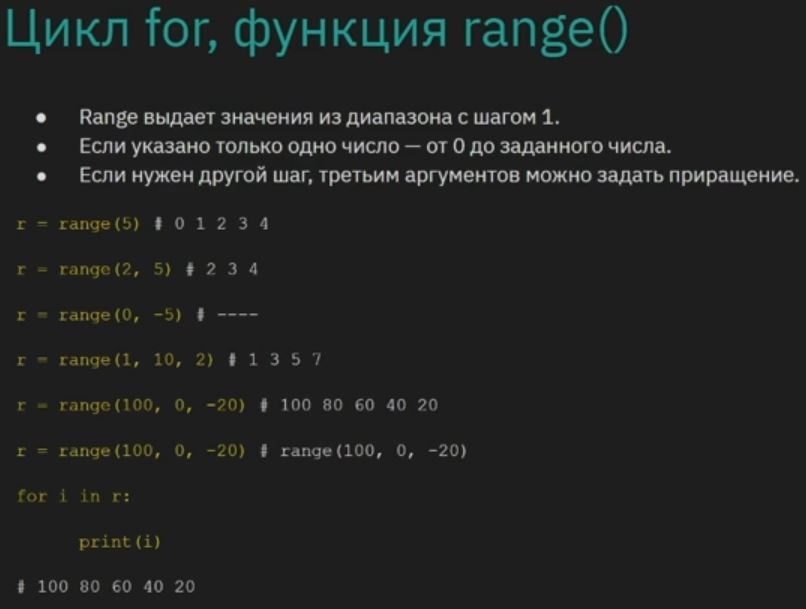 Цикл for, функция range()
● Range выдает значения из диапазона с шагом 1.
● Если указано только одно число — от 0 до заданного числа.
● Если нужен другой шаг, третьим аргументов можно задать приращение.
r = range(5) # 0 1 2 3 4
r = range(2, 5) # 2 3 4
r = range(0, -5) # ----
r = range(1, 10, 2) # 1 3 5 7
r = range(100, 0, -20) # 100 80 60 40 20
r = range(100, 0, -20) # range(100, 0, -20)
for i in r:
print(i)
# 100 80 60 40 20